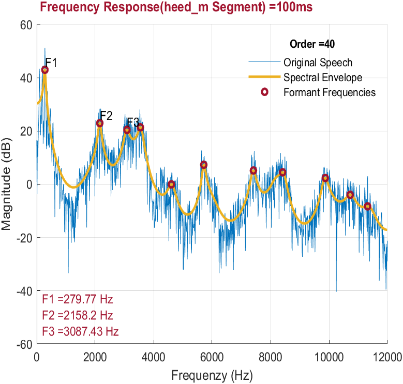 Frequency Response(heed_m Segment) =100ms
Order =40
Original Speech
Spectral Envelope
Formant Frequencies
F1
F2
F3
60
40
20
0
-20
-40
-60
Magnitude (dB)
F1 =279.77 Hz
F2 =2158.2 Hz
F3 =3087.43 Hz
0 2000 4000 6000 8000 10000 12000
Frequenzy (Hz)